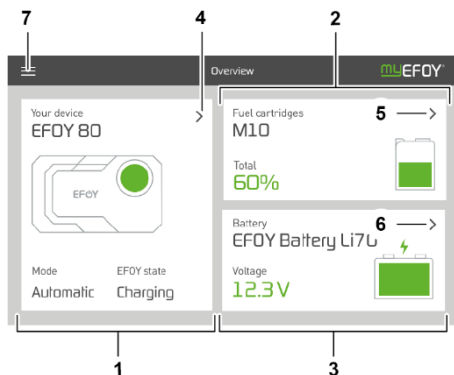 7
4
2
Overview
myEFOY
Your device
EFOY 80
EFOY
Mode
Automatic
EFOY state
Charging
Fuel cartridges
M10
5
Total
60%
Battery
6
EFOY Battery Li70
Voltage
12.3 V
1
3